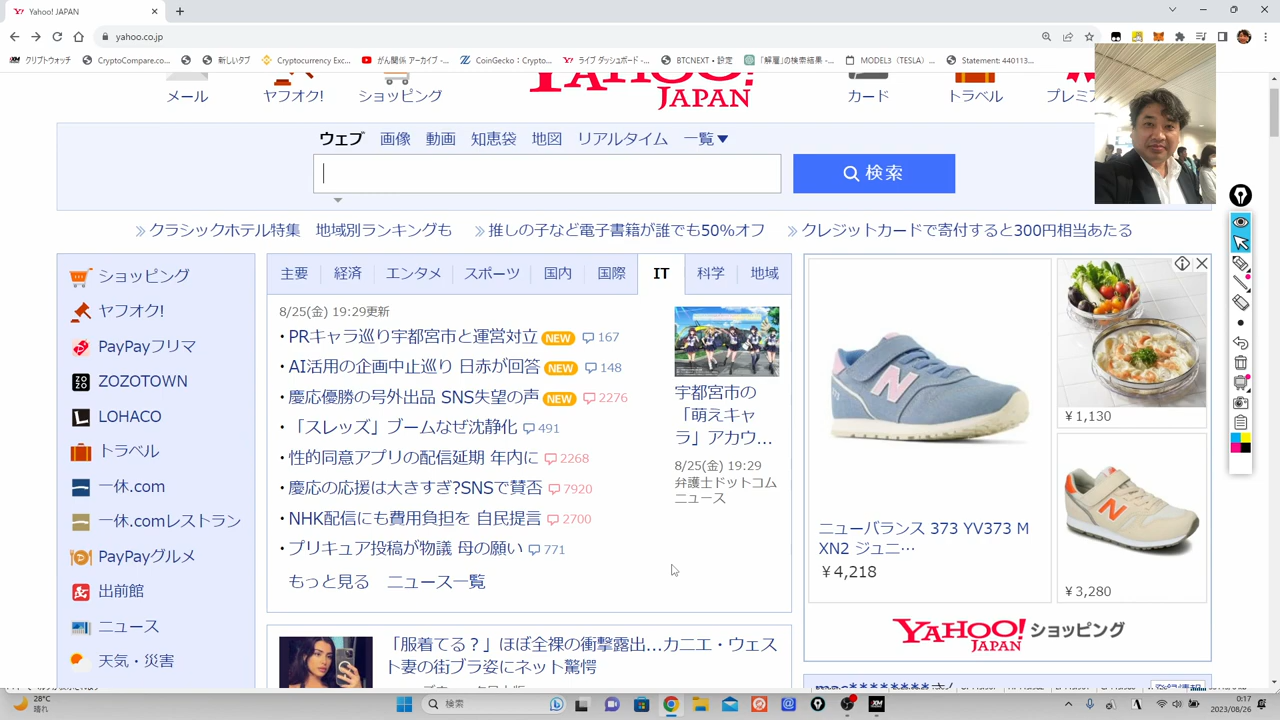 Yahoo! JAPAN
yahoo.co.jp
クリプトウォッチ
CryptoCompare.co...
新しいタブ
Cryptocurrency Exc...
がん関係アーカイブ -...
CoinGecko：Crypto...
ライブ ダッシュボード -...
BTCNEXT • 設定
「解雇」の検索結果 -...
MODEL3（TESLA）...
Statement: 440113...
メール
ヤフオク!
ショッピング
YAHOO!
JAPAN
カード
トラベル
プレミ
ウェブ 画像 動画 知恵袋 地図 リアルタイム 一覧▼
検索
クラシックホテル特集 地域別ランキングも
推しの子など電子書籍が誰でも50%オフ
クレジットカードで寄付すると300円相当あたる
ショッピング
ヤフオク!
PayPayフリマ
ZOZO
ZOZOTOWN
LOHACO
トラベル
一休.com
一休.comレストラン
PayPayグルメ
出前館
ニュース
天気・災害
主要 経済 エンタメ スポーツ 国内 国際 IT 科学 地域
8/25(金) 19:29更新
・PRキャラ巡り宇都宮市と運営対立 NEW 167
・AI活用の企画中止巡り 日赤が回答 NEW 148
・慶応優勝の号外出品 SNS失望の声 NEW 2276
・「スレッズ」ブームなぜ沈静化 491
・性的同意アプリの配信延期 年内に 2268
・慶応の応援は大きすぎ?SNSで賛否 7920
・NHK配信にも費用負担を 自民提言 2700
・プリキュア投稿が物議 母の願い 771
もっと見る ニュース一覧
宇都宮市の
「萌えキャ
ラ」アカウ...
8/25(金) 19:29
弁護士ドットコム
ニュース
「服着てる？」ほぼ全裸の衝撃露出…カニエ・ウェス
ト妻の街ブラ姿にネット驚愕
ニューバランス 373 YV373 M
XN2 ジュニ…
¥4,218
¥1,130
¥3,280
YAHOO! JAPAN ショッピング
28°C
晴れ
検索
0:17
2023/08/26